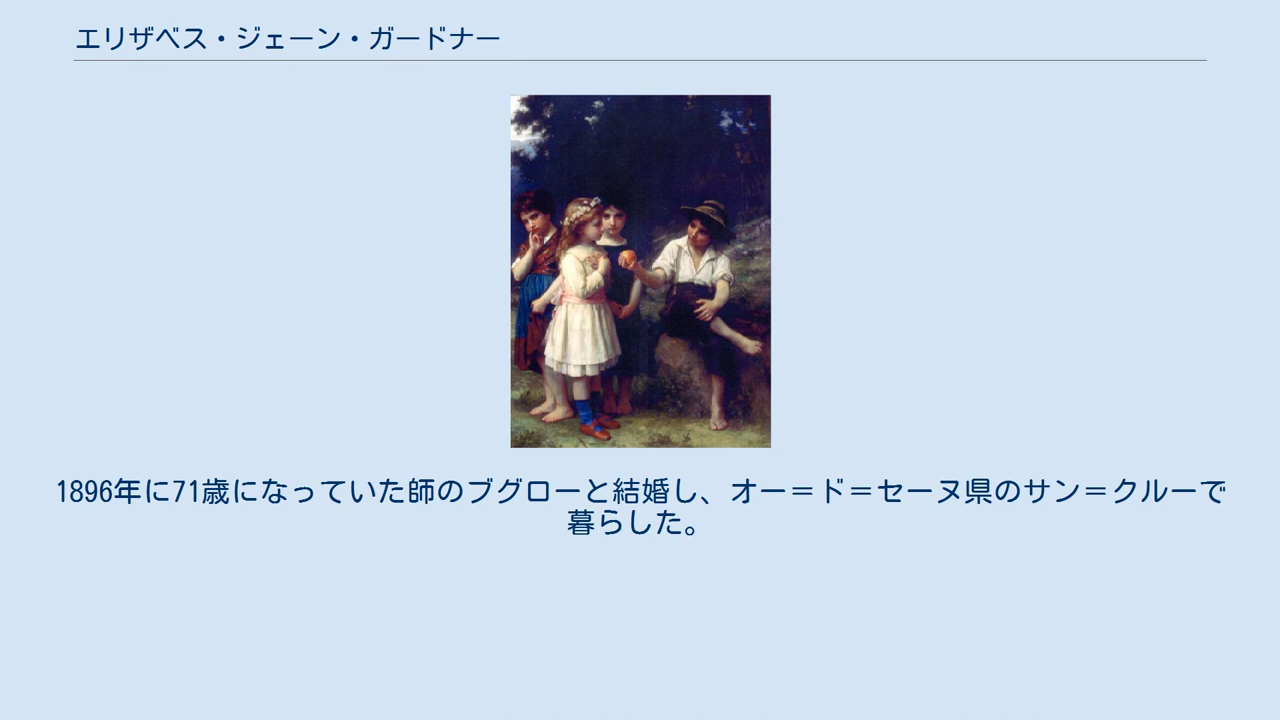 エリザベス・ジェーン・ガードナー
1896年に71歳になっていた師のブグローと結婚し、オー＝ド＝セーヌ県のサン＝クルーで
暮らした。